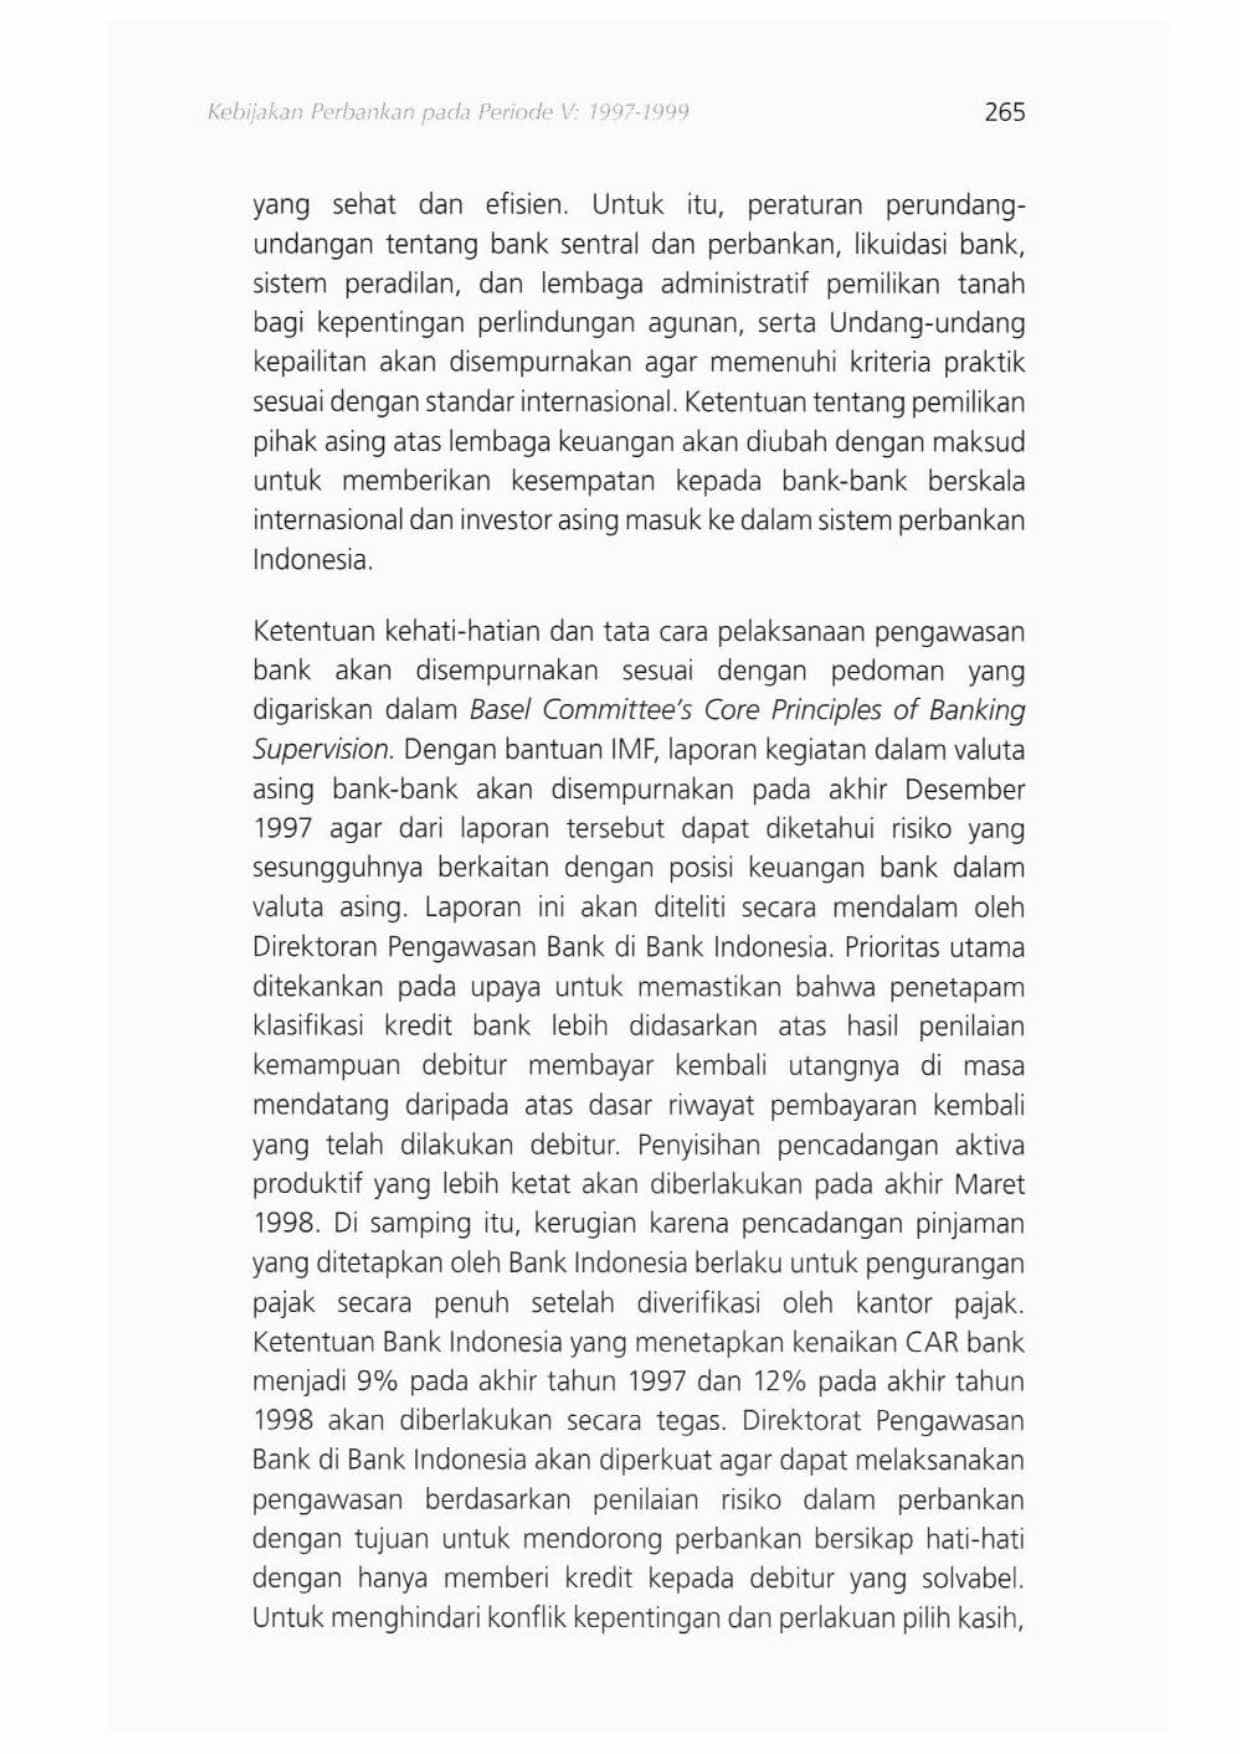 Kebijakan Perbankan pada Periode V: 1997-1999
265
yang sehat dan efisien. Untuk itu, peraturan perundang-
undangan tentang bank sentral dan perbankan, likuidasi bank,
sistem peradilan, dan lembaga administratif pemilikan tanah
bagi kepentingan perlindungan agunan, serta Undang-undang
kepailitan akan disempurnakan agar memenuhi kriteria praktik
sesuai dengan standar internasional. Ketentuan tentang pemilikan
pihak asing atas lembaga keuangan akan diubah dengan maksud
untuk memberikan kesempatan kepada bank-bank berskala
internasional dan investor asing masuk ke dalam sistem perbankan
Indonesia.
Ketentuan kehati-hatian dan tata cara pelaksanaan pengawasan
bank akan disempurnakan sesuai dengan pedoman yang
digariskan dalam Basel Committee's Core Principles of Banking
Supervision. Dengan bantuan IMF, laporan kegiatan dalam valuta
asing bank-bank akan disempurnakan pada akhir Desember
1997 agar dari laporan tersebut dapat diketahui risiko yang
sesungguhnya berkaitan dengan posisi keuangan bank dalam
valuta asing. Laporan ini akan diteliti secara mendalam oleh
Direktoran Pengawasan Bank di Bank Indonesia. Prioritas utama
ditekankan pada upaya untuk memastikan bahwa penetapam
klasifikasi kredit bank lebih didasarkan atas hasil penilaian
kemampuan debitur membayar kembali utangnya di masa
mendatang daripada atas dasar riwayat pembayaran kembali
yang telah dilakukan debitur. Penyisihan pencadangan aktiva
produktif yang lebih ketat akan diberlakukan pada akhir Maret
1998. Di samping itu, kerugian karena pencadangan pinjaman
yang ditetapkan oleh Bank Indonesia berlaku untuk pengurangan
pajak secara penuh setelah diverifikasi oleh kantor pajak.
Ketentuan Bank Indonesia yang menetapkan kenaikan CAR bank
menjadi 9% pada akhir tahun 1997 dan 12% pada akhir tahun
1998 akan diberlakukan secara tegas. Direktorat Pengawasan
Bank di Bank Indonesia akan diperkuat agar dapat melaksanakan
pengawasan berdasarkan penilaian risiko dalam perbankan
dengan tujuan untuk mendorong perbankan bersikap hati-hati
dengan hanya memberi kredit kepada debitur yang solvabel.
Untuk menghindari konflik kepentingan dan perlakuan pilih kasih,